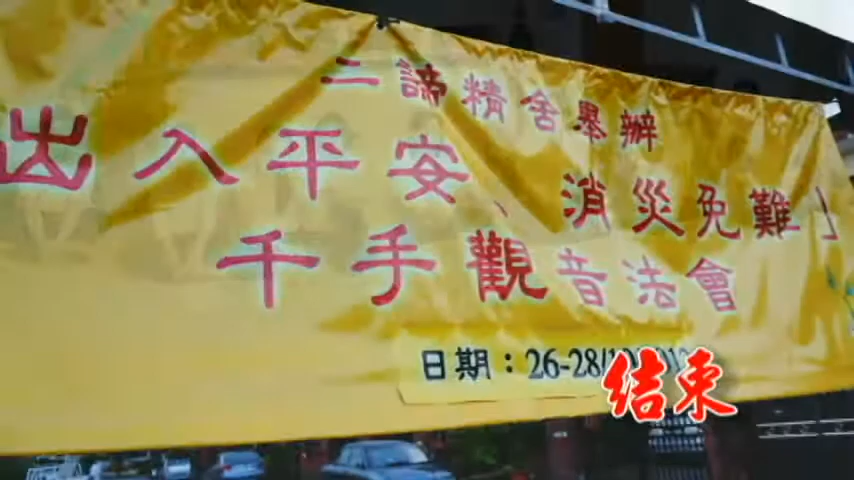 二諦精舍舉辦
出入平安、消災免難」
千手觀音法會
日期：26-28/
结束